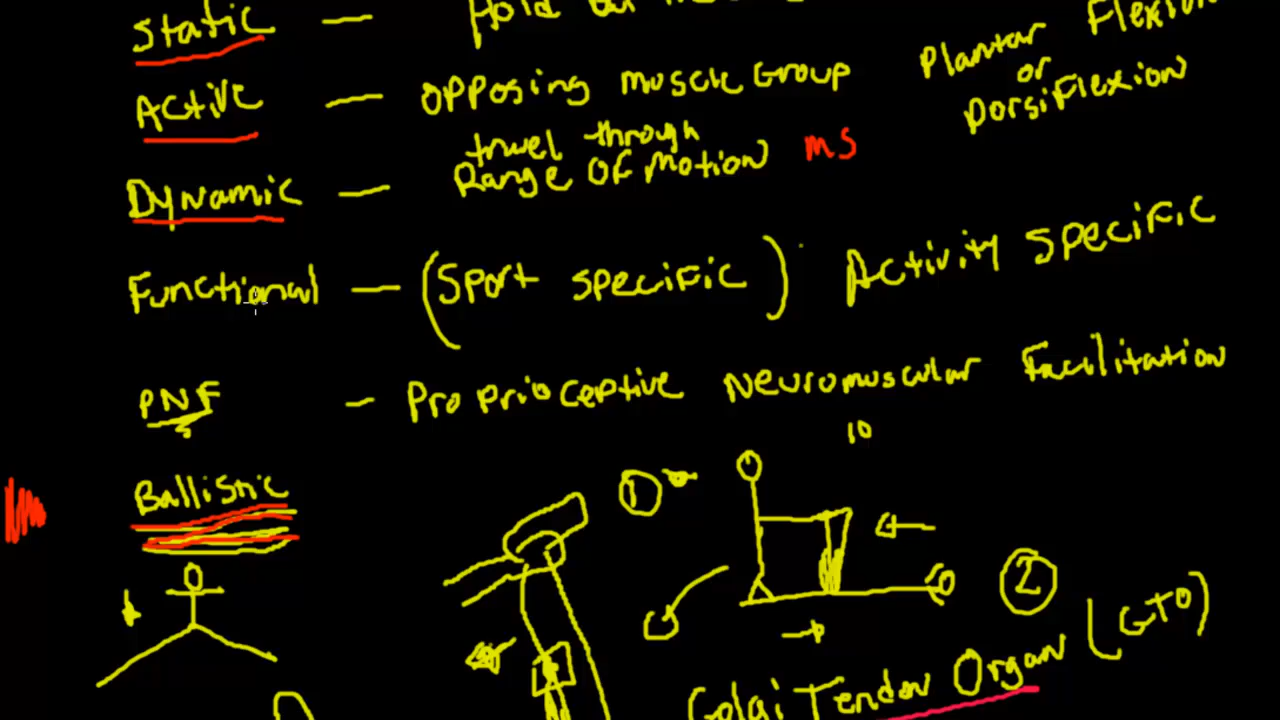 Static — Hold
Active — Opposing muscle Group
Plantar Flexion
or
Dorsiflexion
travel through
Dynamic — Range Of Motion ms
Functional — (Sport specific) Activity Specific
PNF - Proprioceptive Neuromuscular Facilitation
10
Ballistic
1
2
Golgi Tendon Organ (GTO)